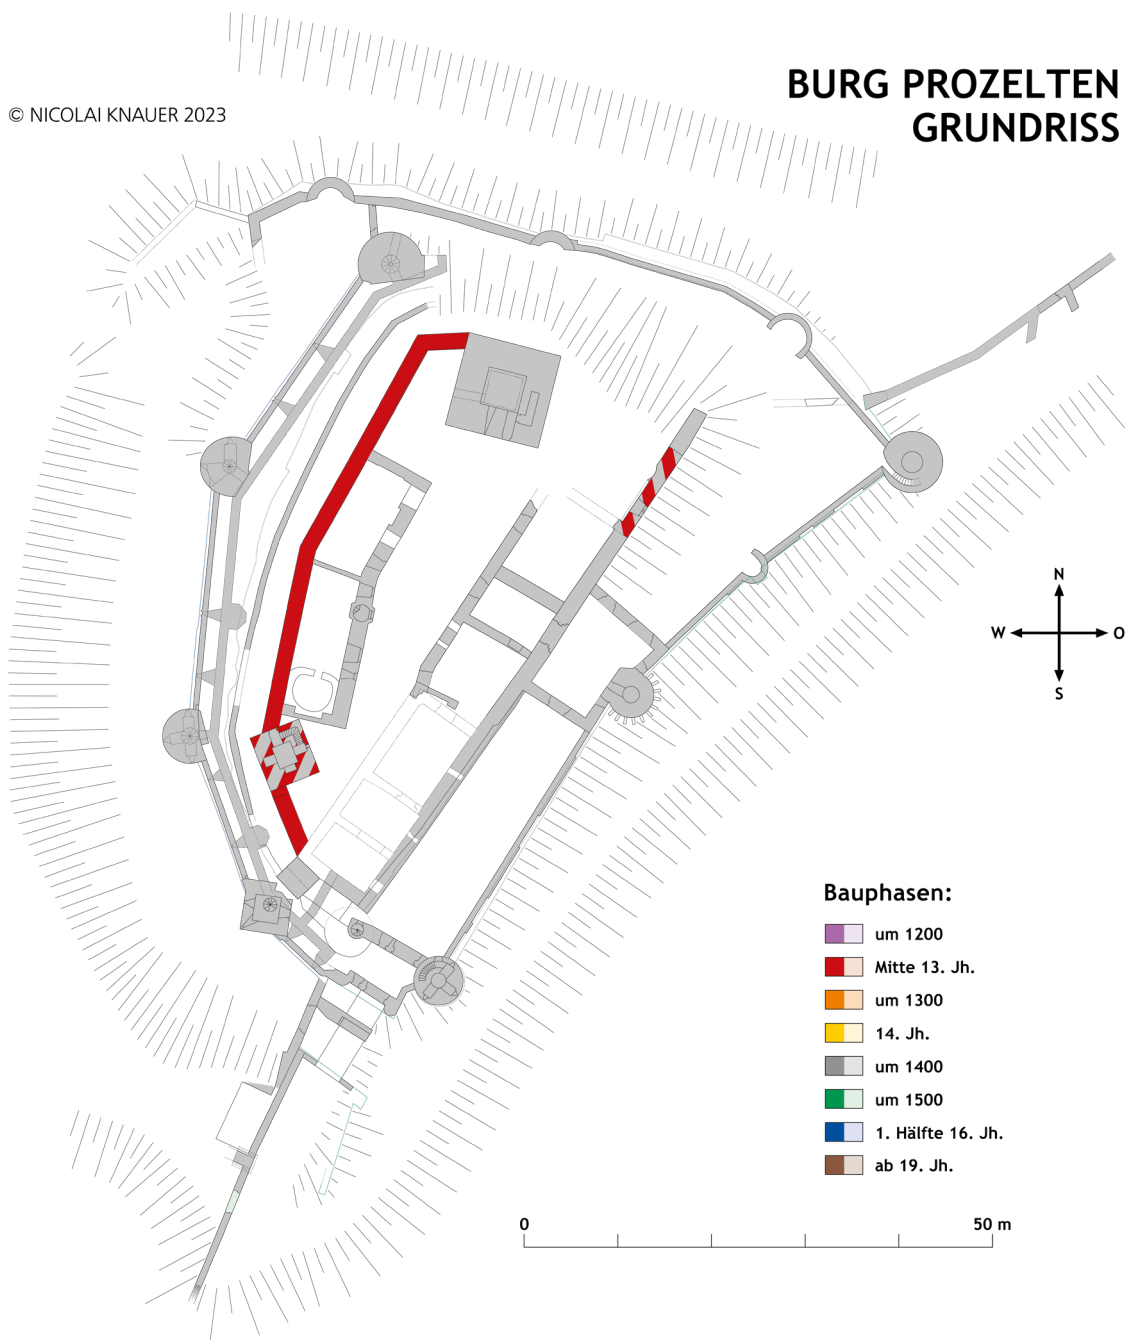 BURG PROZELTEN
GRUNDRISS
© NICOLAI KNAUER 2023
N
W
O
S
Bauphasen:
um 1200
Mitte 13. Jh.
um 1300
14. Jh.
um 1400
um 1500
1. Hälfte 16. Jh.
ab 19. Jh.
0
50 m